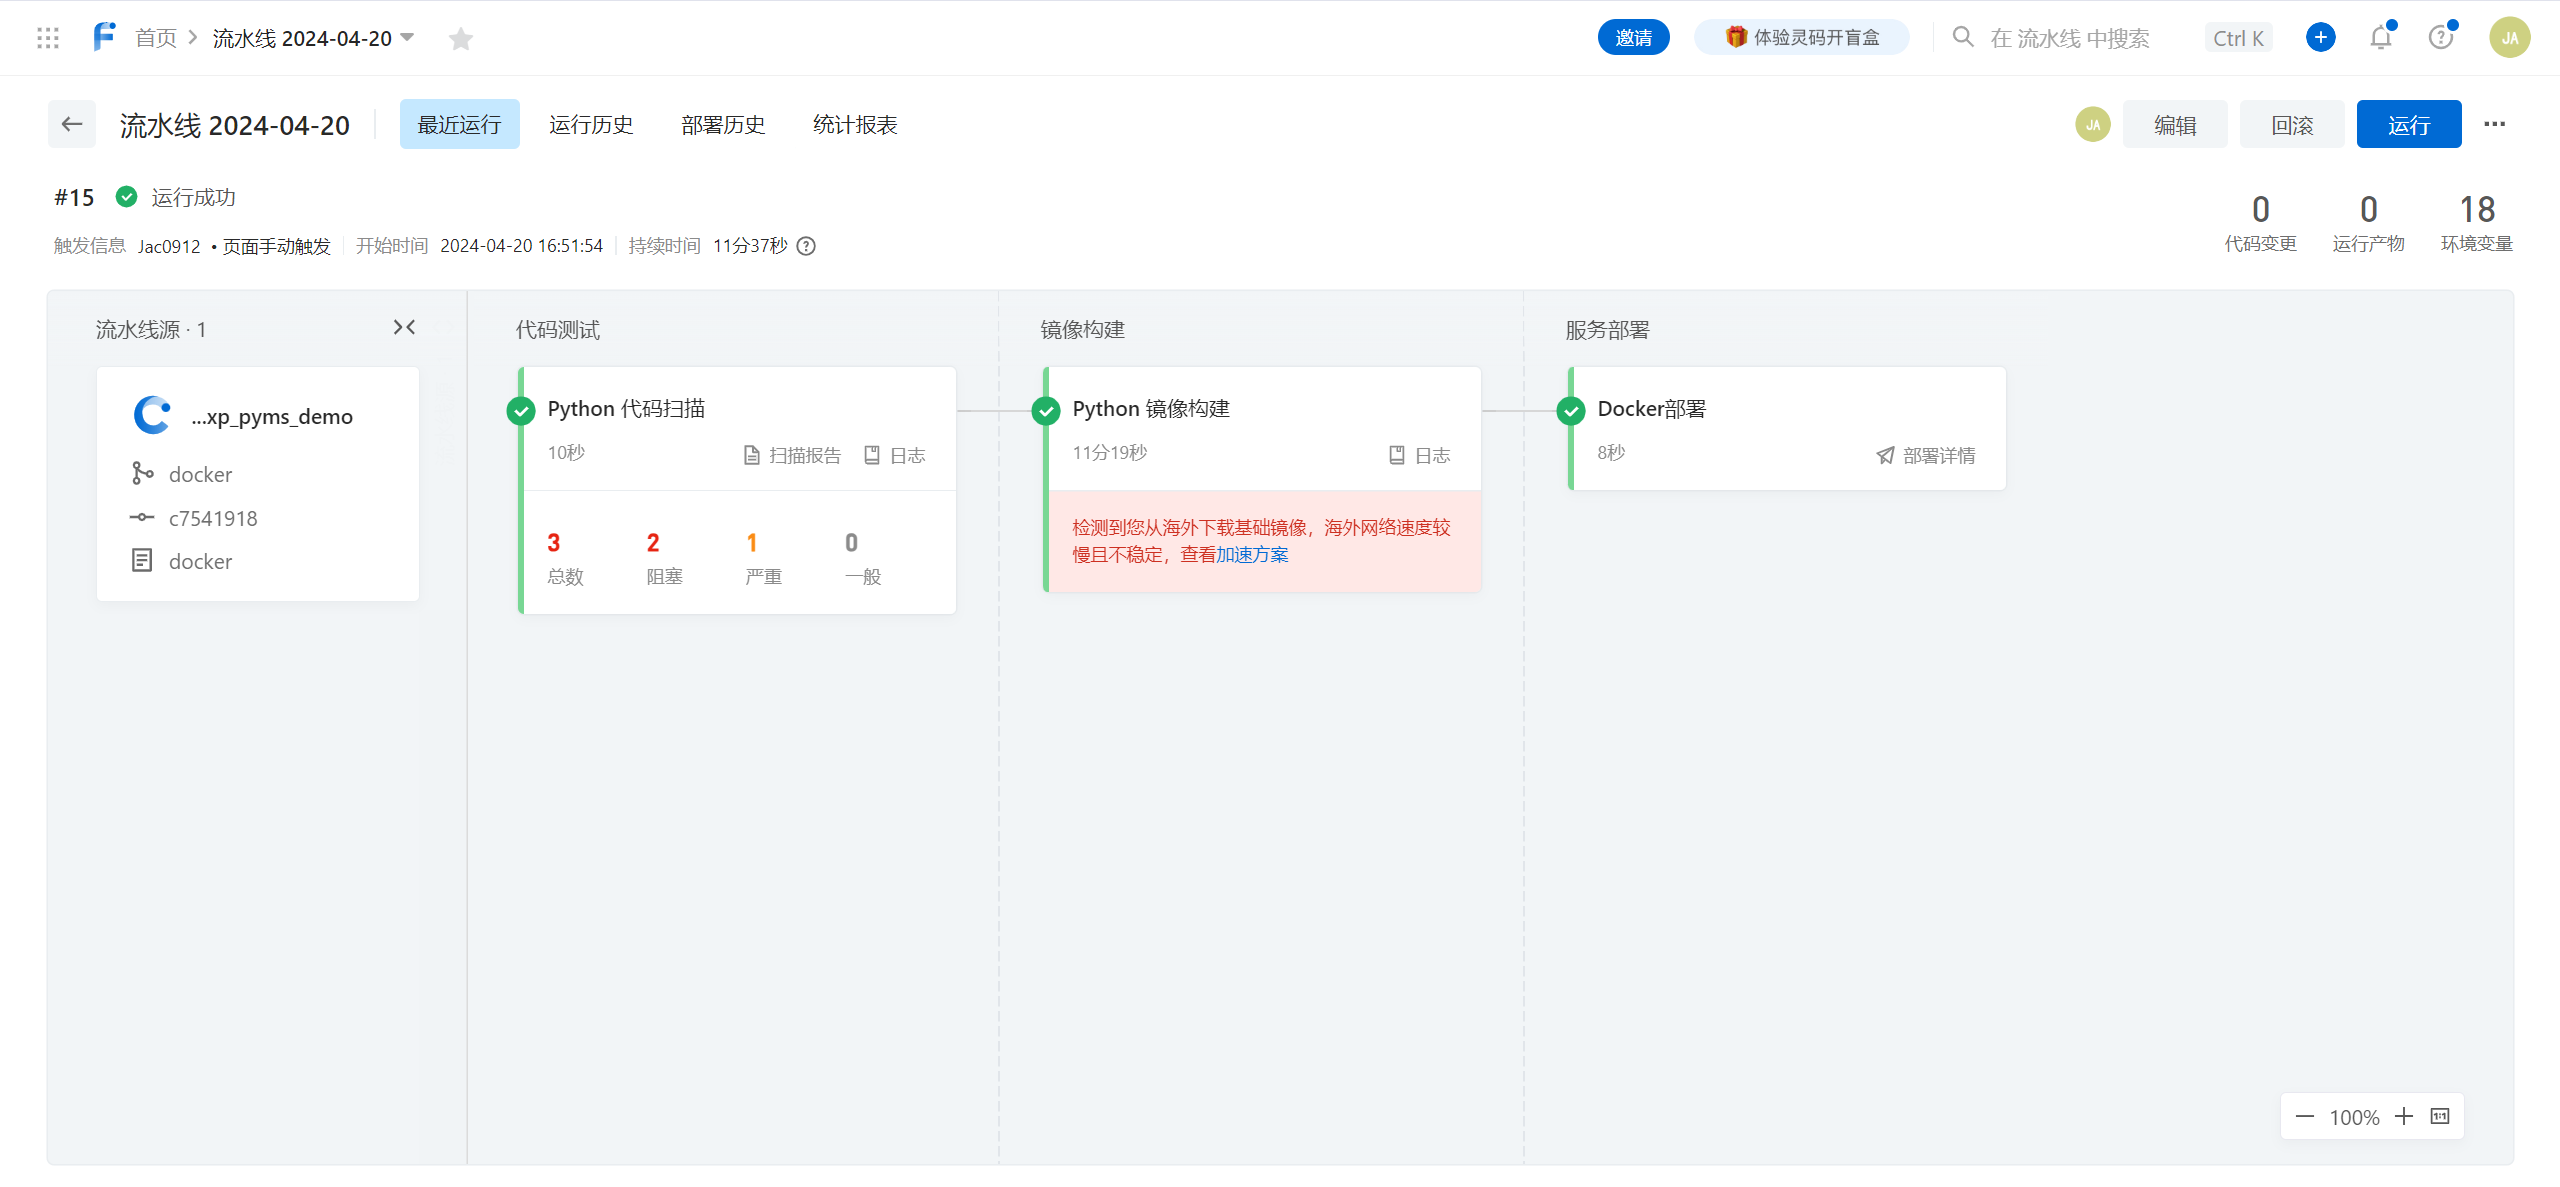 首页 流水线 2024-04-20 邀请 体验灵码开盲盒 在 流水线 中搜索 Ctrl K JA
流水线 2024-04-20 最近运行 运行历史 部署历史 统计报表 JA 编辑 回滚 运行
#15 运行成功
触发信息 Jac0912 • 页面手动触发 开始时间 2024-04-20 16:51:54 持续时间 11分37秒
0 0 18
代码变更 运行产物 环境变量
流水线源 · 1
...xp_pyms_demo
docker
c7541918
docker
代码测试
Python 代码扫描
10秒 扫描报告 日志
3 2 1 0
总数 阻塞 严重 一般
镜像构建
Python 镜像构建
11分19秒 日志
检测到您从海外下载基础镜像，海外网络速度较
慢且不稳定，查看加速方案
服务部署
Docker部署
8秒 部署详情
100% 1:1